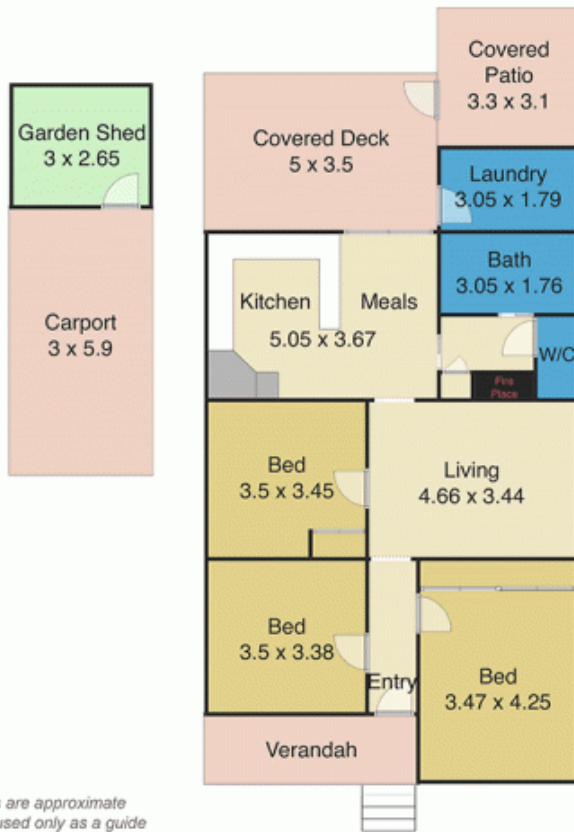 Covered
Patio
3.3 x 3.1
Garden Shed
3 x 2.65
Covered Deck
5 x 3.5
Laundry
3.05 x 1.79
Bath
3.05 x 1.76
Carport
3 x 5.9
Kitchen
Meals
5.05 x 3.67
W/C
Fire
Place
Bed
3.5 x 3.45
Living
4.66 x 3.44
Bed
3.5 x 3.38
Entry
Bed
3.47 x 4.25
Verandah
are approximate
used only as a guide